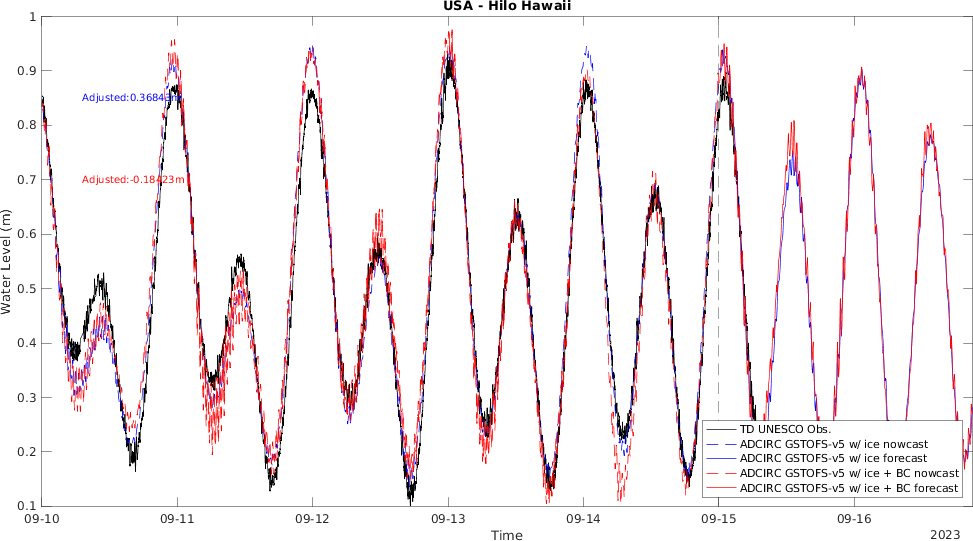 USA - Hilo Hawaii
1
0.9
0.8
0.7
0.6
0.5
0.4
0.3
0.2
0.1
Water Level (m)
Adjusted:-0.18423m
TD UNESCO Obs.
ADCIRC GSTOFS-v5 w/ ice nowcast
ADCIRC GSTOFS-v5 w/ ice forecast
ADCIRC GSTOFS-v5 w/ ice + BC nowcast
ADCIRC GSTOFS-v5 w/ ice + BC forecast
09-10 09-11 09-12 09-13 09-14 09-15 09-16
Time
2023